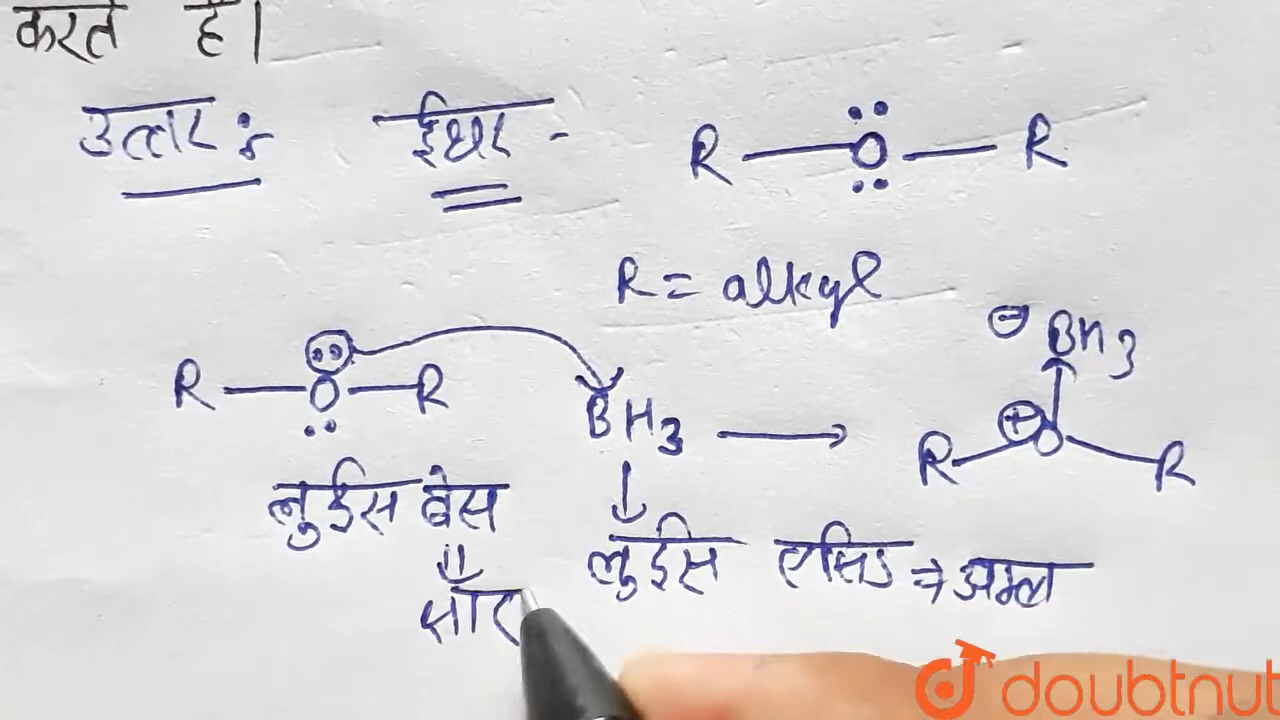 करते हैं।
उत्तर :- ईथर - R — Ö — R
R = alkyl
⊖ BH3
R — O — R BH3 → R ⊕ O R
लुईस बेस लुईस एसिड → अम्ल
क्षार
doubtnut